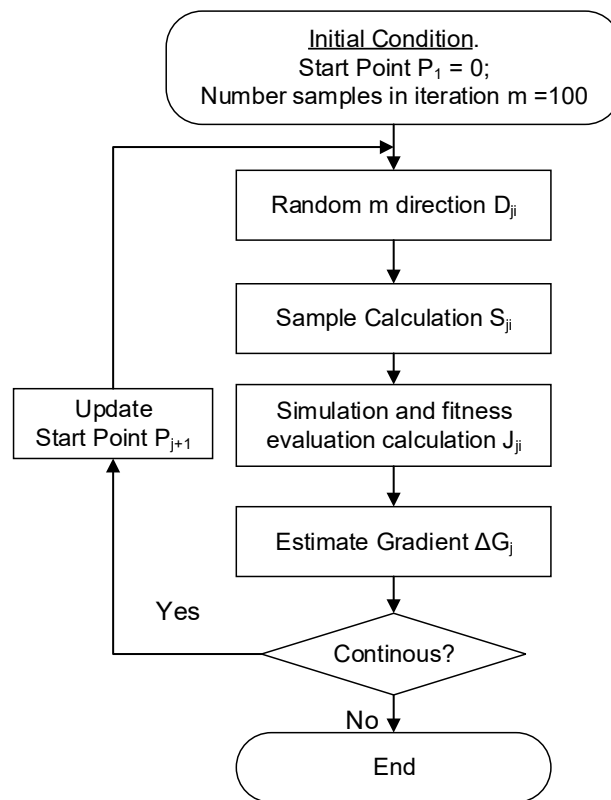 Initial Condition.
Start Point P₁ = 0;
Number samples in iteration m =100
Random m direction Dⱼᵢ
Sample Calculation Sⱼᵢ
Update
Start Point Pⱼ₊₁
Simulation and fitness
evaluation calculation Jⱼᵢ
Estimate Gradient ΔGⱼ
Yes
Continous?
No
End